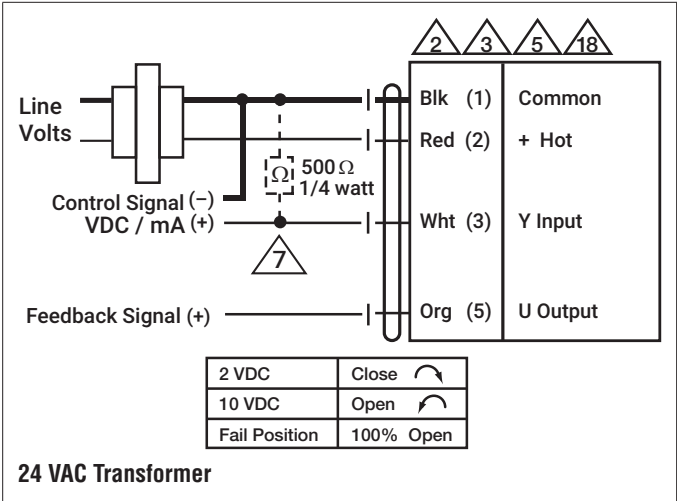 2 3 5 18
Line
Volts
Blk (1) Common
Red (2) + Hot
Ω 500 Ω
1/4 watt
Control Signal (–)
VDC / mA (+)
Wht (3) Y Input
7
Feedback Signal (+)
Org (5) U Output
2 VDC Close
10 VDC Open
Fail Position 100% Open
24 VAC Transformer